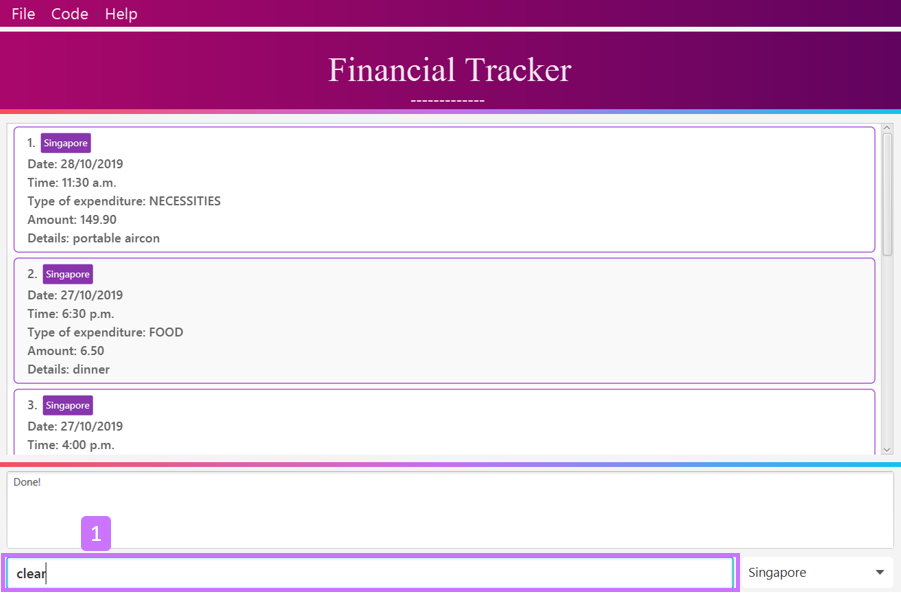 File Code Help
Financial Tracker
-------------
1. Singapore
Date: 28/10/2019
Time: 11:30 a.m.
Type of expenditure: NECESSITIES
Amount: 149.90
Details: portable aircon
2. Singapore
Date: 27/10/2019
Time: 6:30 p.m.
Type of expenditure: FOOD
Amount: 6.50
Details: dinner
3. Singapore
Date: 27/10/2019
Time: 4:00 p.m.
Done!
1
clear
Singapore